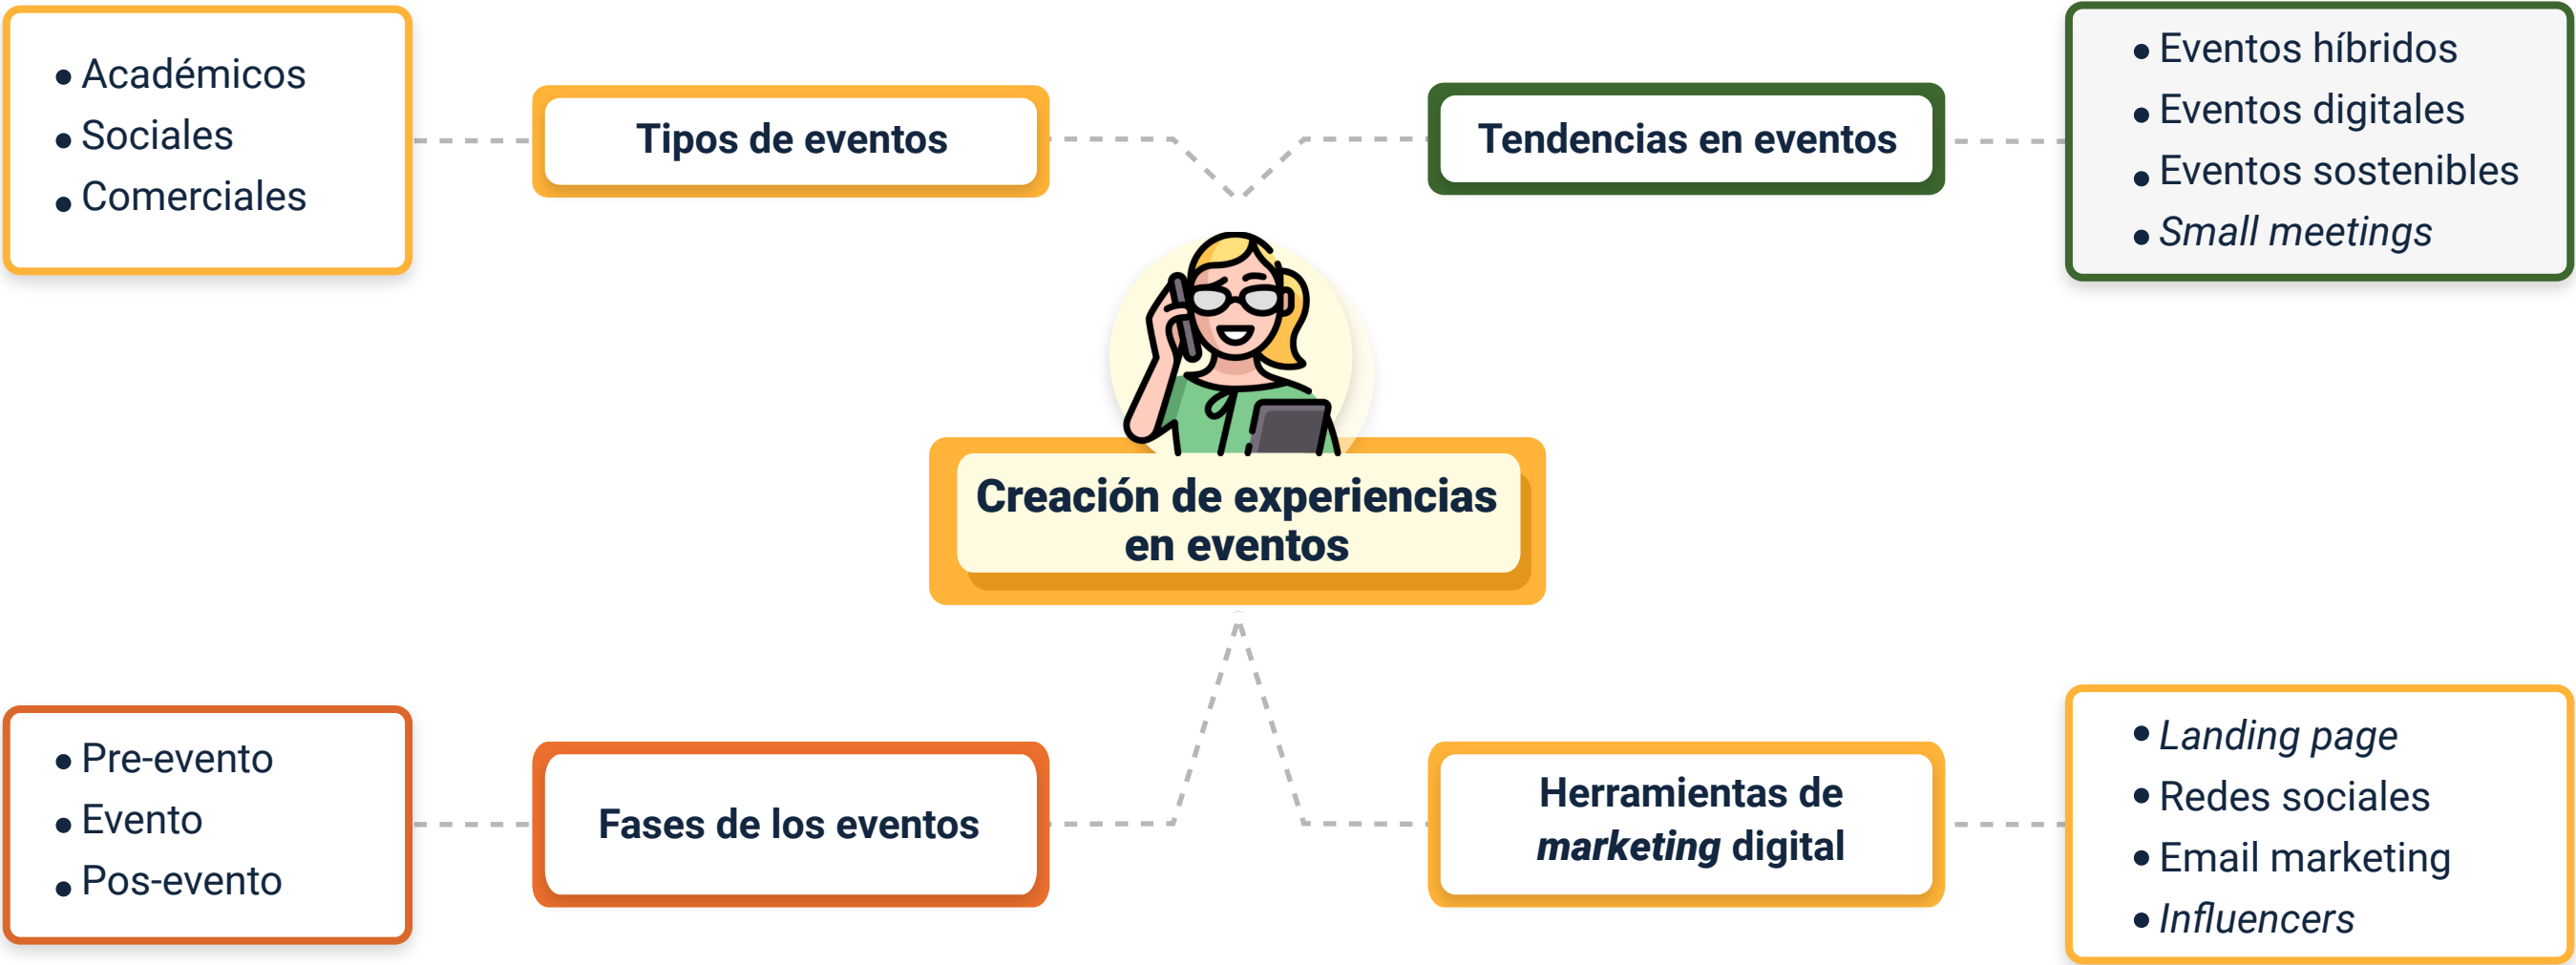 • Académicos
• Sociales
• Comerciales
Tipos de eventos
Tendencias en eventos
• Eventos híbridos
• Eventos digitales
• Eventos sostenibles
• Small meetings
Creación de experiencias
en eventos
• Pre-evento
• Evento
• Pos-evento
Fases de los eventos
Herramientas de
marketing digital
• Landing page
• Redes sociales
• Email marketing
• Influencers